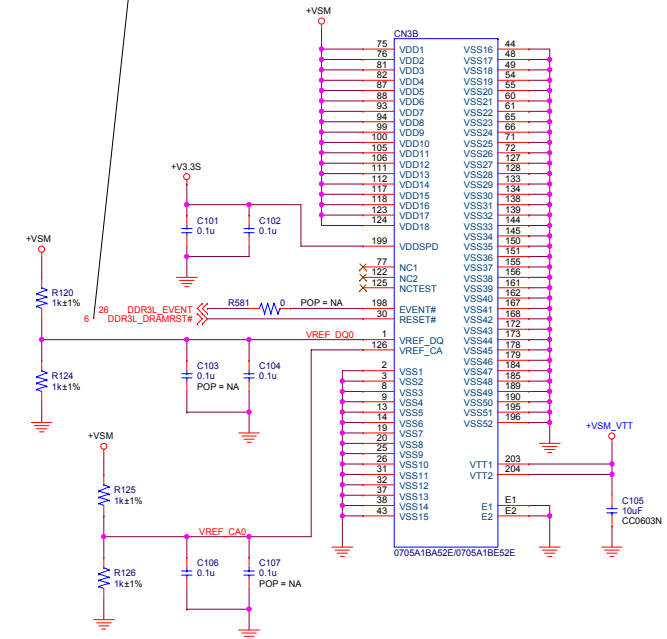 +VSM
CN3B
75 VDD1 VSS16 44
76 VDD2 VSS17 48
81 VDD3 VSS18 49
82 VDD4 VSS19 54
87 VDD5 VSS20 55
88 VDD6 VSS21 60
93 VDD7 VSS22 61
94 VDD8 VSS23 65
99 VDD9 VSS24 66
100 VDD10 VSS25 71
105 VDD11 VSS26 72
106 VDD12 VSS27 127
111 VDD13 VSS28 128
112 VDD14 VSS29 133
117 VDD15 VSS30 134
118 VDD16 VSS31 138
123 VDD17 VSS32 139
124 VDD18 VSS33 144
VSS34 145
199 VDDSPD VSS35 150
VSS36 151
77 NC1 VSS37 155
122 NC2 VSS38 156
125 NCTEST VSS39 161
VSS40 162
198 EVENT# VSS41 167
30 RESET# VSS42 168
VSS43 172
1 VREF_DQ VSS44 173
126 VREF_CA VSS45 178
VSS46 179
2 VSS1 VSS47 184
3 VSS2 VSS48 185
8 VSS3 VSS49 189
9 VSS4 VSS50 190
13 VSS5 VSS51 195
14 VSS6 VSS52 196
19 VSS7
20 VSS8
25 VSS9
26 VSS10 VTT1 203
31 VSS11 VTT2 204
32 VSS12
37 VSS13
38 VSS14 E1 E1
43 VSS15 E2 E2
0705A1BA52E/0705A1BE52E
+V3.3S
C101
0.1u
C102
0.1u
+VSM
R120
1k±1%
26 DDR3L_EVENT
6 DDR3L_DRAMRST#
R581 0 POP = NA
VREF_DQ0
R124
1k±1%
C103
0.1u
POP = NA
C104
0.1u
+VSM
R125
1k±1%
VREF_CA0
R126
1k±1%
C106
0.1u
C107
0.1u
POP = NA
+VSM_VTT
C105
10uF
CC0603N